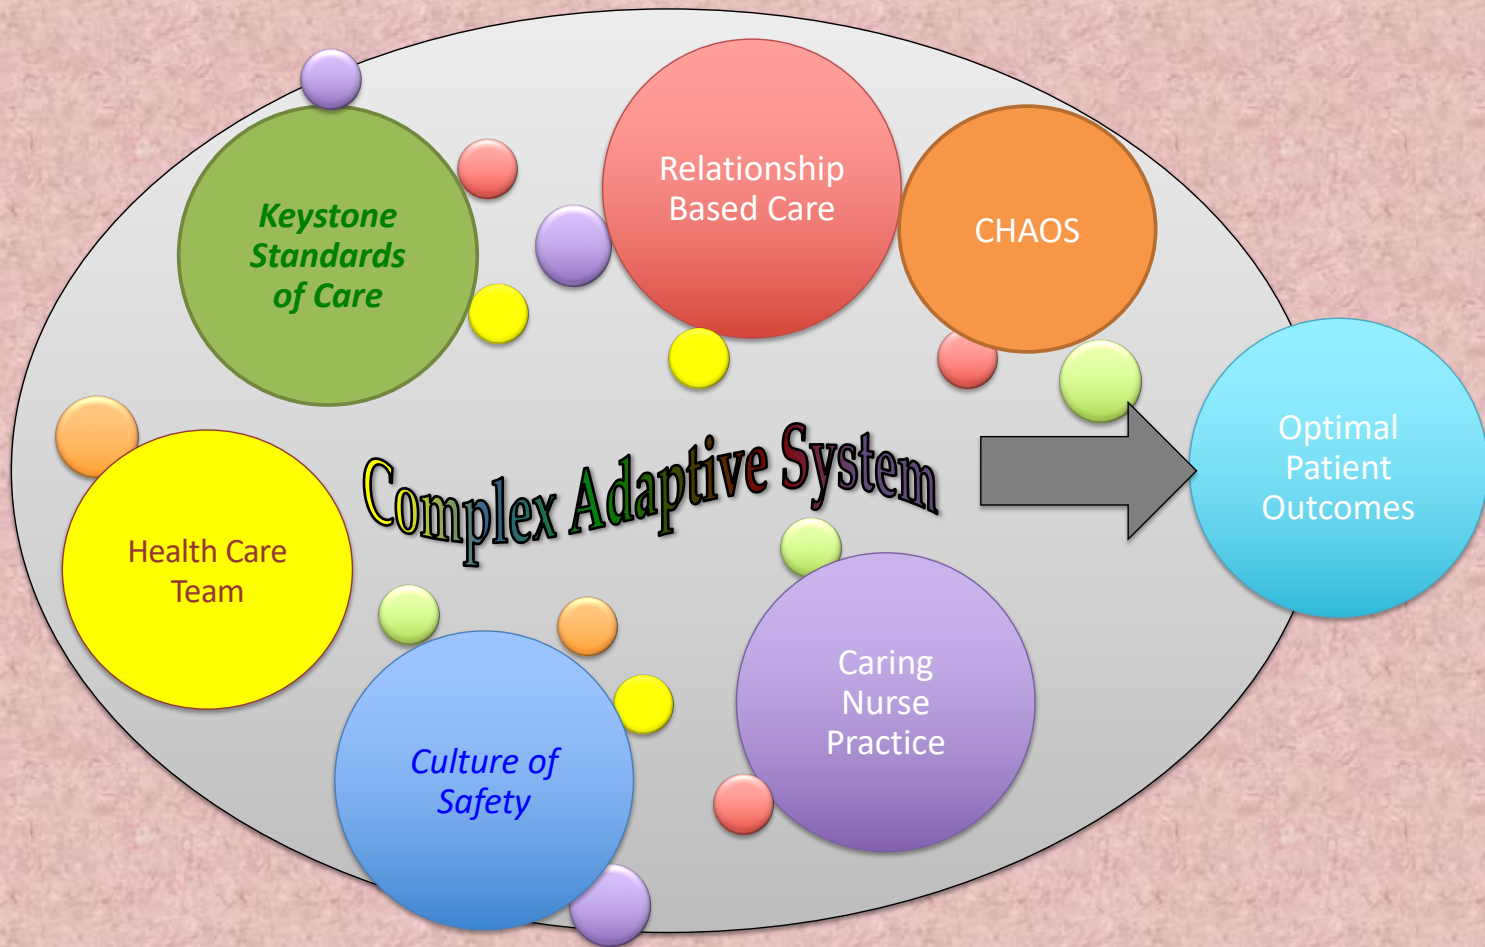 Keystone
Standards
of Care
Relationship
Based Care
CHAOS
Complex Adaptive System
Optimal
Patient
Outcomes
Health Care
Team
Caring
Nurse
Practice
Culture of
Safety